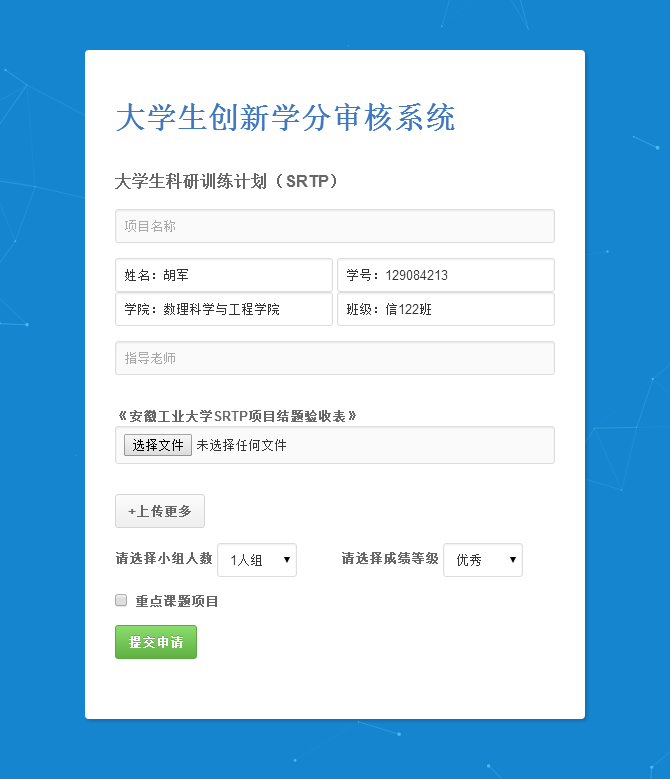 大学生创新学分审核系统
大学生科研训练计划（SRTP）
项目名称
姓名：胡军 学号：129084213
学院：数理科学与工程学院 班级：信122班
指导老师
《安徽工业大学SRTP项目结题验收表》
选择文件 未选择任何文件
+上传更多
请选择小组人数 1人组 请选择成绩等级 优秀
重点课题项目
提交申请